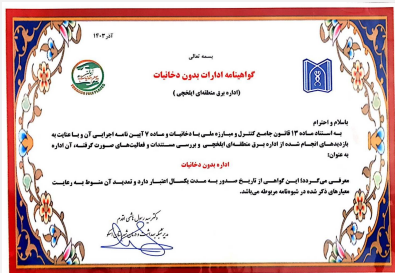 آذر ۱۴۰۳
بسمه تعالی
گواهینامه ادارات بدون دخانیات
(اداره برق منطقه‌ای ایلخچی)
باسلام و احترام
به استناد ماده ۱۳ قانون جامع کنترل و مبارزه ملی با دخانیات و ماده ۷ آیین نامه اجرایی آن و با عنایت به
بازدیدهای انجام شده از اداره برق منطقه‌ای ایلخچی و بررسی مستندات و فعالیت‌های صورت گرفته، آن اداره
به عنوان:
اداره بدون دخانیات
معرفی می‌گردد؛ این گواهی از تاریخ صدور به مدت یکسال اعتبار دارد و تمدید آن منوط به رعایت
معیارهای ذکر شده در شیوه‌نامه مربوطه می‌باشد.